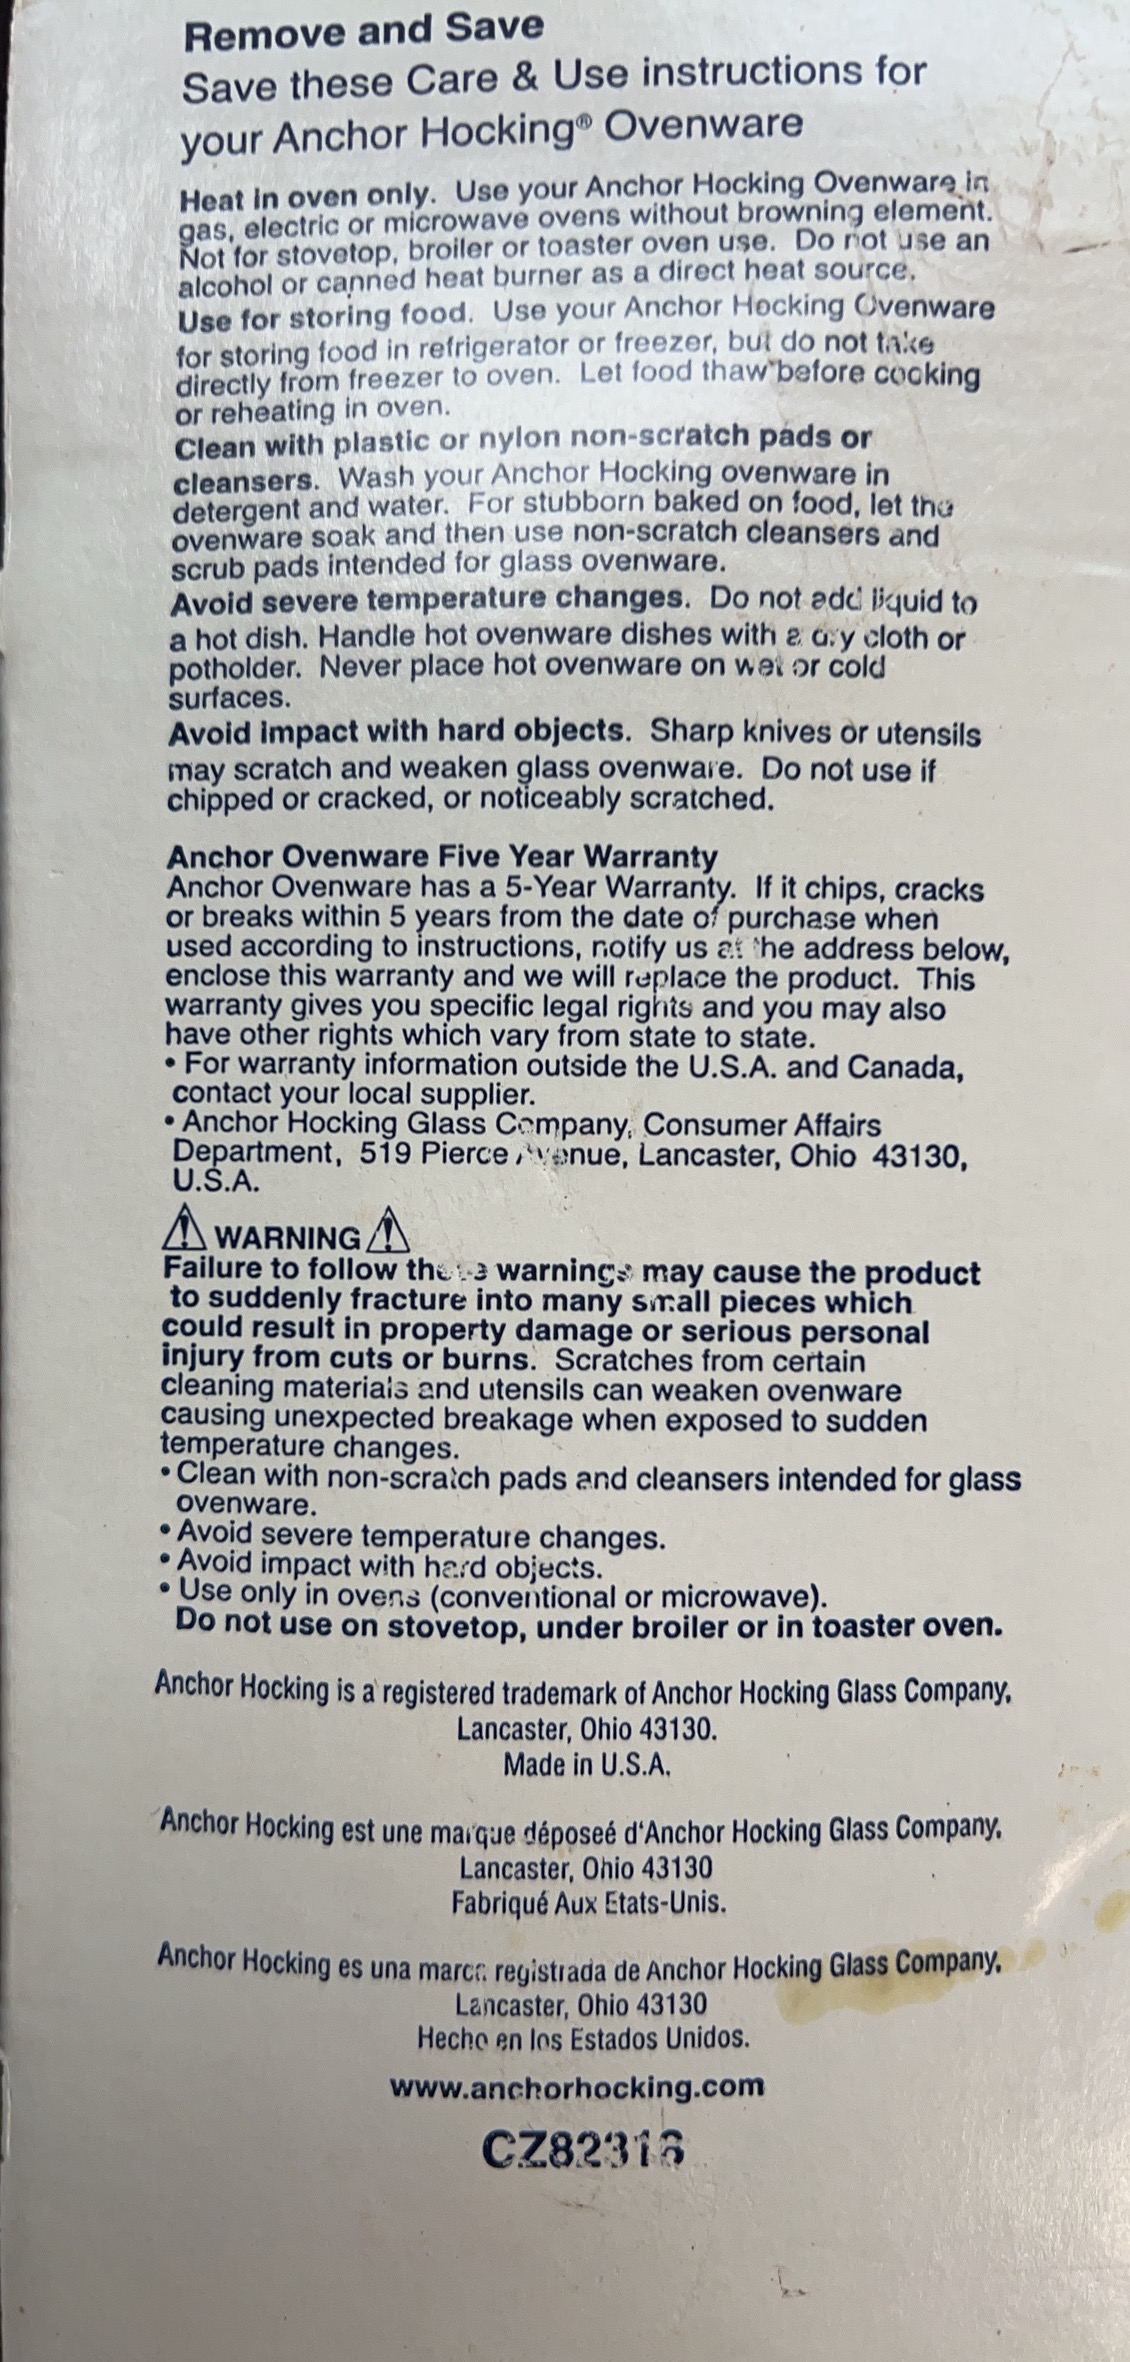 Remove and Save
Save these Care & Use instructions for
your Anchor Hocking® Ovenware
Heat in oven only. Use your Anchor Hocking Ovenware in
gas, electric or microwave ovens without browning element.
Not for stovetop, broiler or toaster oven use. Do not use an
alcohol or canned heat burner as a direct heat source.
Use for storing food. Use your Anchor Hocking Ovenware
for storing food in refrigerator or freezer, but do not take
directly from freezer to oven. Let food thaw before cooking
or reheating in oven.
Clean with plastic or nylon non-scratch pads or
cleansers. Wash your Anchor Hocking ovenware in
detergent and water. For stubborn baked on food, let the
ovenware soak and then use non-scratch cleansers and
scrub pads intended for glass ovenware.
Avoid severe temperature changes. Do not add liquid to
a hot dish. Handle hot ovenware dishes with a dry cloth or
potholder. Never place hot ovenware on wet or cold
surfaces.
Avoid impact with hard objects. Sharp knives or utensils
may scratch and weaken glass ovenware. Do not use if
chipped or cracked, or noticeably scratched.
Anchor Ovenware Five Year Warranty
Anchor Ovenware has a 5-Year Warranty. If it chips, cracks
or breaks within 5 years from the date of purchase when
used according to instructions, notify us at the address below,
enclose this warranty and we will replace the product. This
warranty gives you specific legal rights and you may also
have other rights which vary from state to state.
• For warranty information outside the U.S.A. and Canada,
contact your local supplier.
• Anchor Hocking Glass Company, Consumer Affairs
Department, 519 Pierce Avenue, Lancaster, Ohio 43130,
U.S.A.
⚠ WARNING ⚠
Failure to follow these warnings may cause the product
to suddenly fracture into many small pieces which
could result in property damage or serious personal
injury from cuts or burns. Scratches from certain
cleaning materials and utensils can weaken ovenware
causing unexpected breakage when exposed to sudden
temperature changes.
• Clean with non-scratch pads and cleansers intended for glass
ovenware.
• Avoid severe temperature changes.
• Avoid impact with hard objects.
• Use only in ovens (conventional or microwave).
Do not use on stovetop, under broiler or in toaster oven.
Anchor Hocking is a registered trademark of Anchor Hocking Glass Company,
Lancaster, Ohio 43130.
Made in U.S.A.
Anchor Hocking est une marque déposeé d'Anchor Hocking Glass Company,
Lancaster, Ohio 43130
Fabriqué Aux Etats-Unis.
Anchor Hocking es una marca registrada de Anchor Hocking Glass Company,
Lancaster, Ohio 43130
Hecho en los Estados Unidos.
www.anchorhocking.com